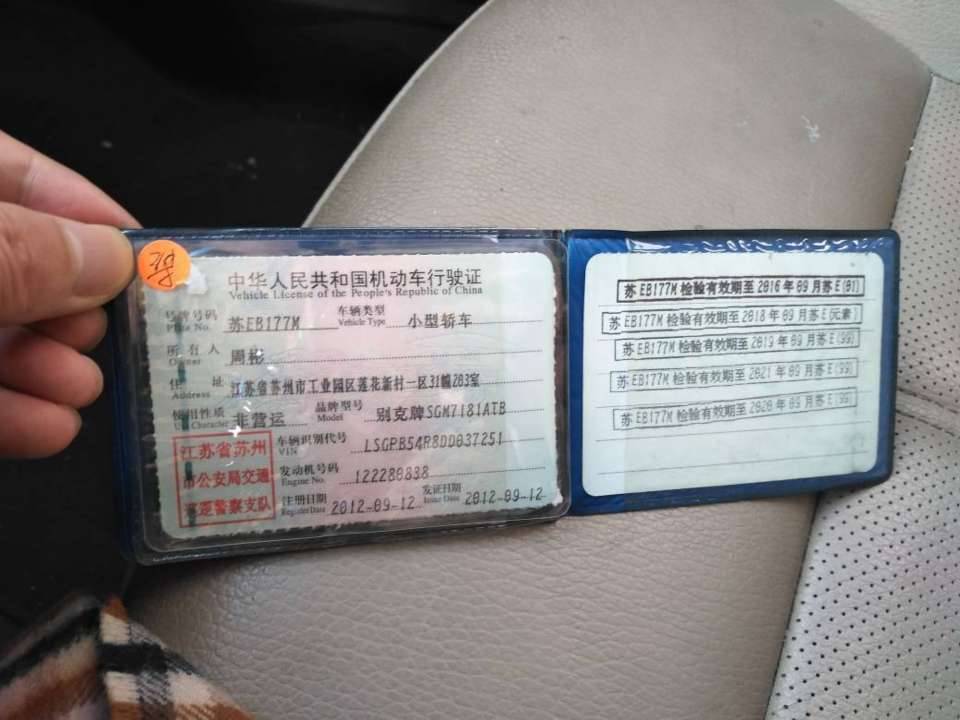 中华人民共和国机动车行驶证
Vehicle License of the People's Republic of China
号牌号码 苏EB177M 车辆类型 小型轿车
Plate No. Vehicle Type
所有人 周彬
Owner
住址 江苏省苏州市工业园区莲花新村一区31幢203室
Address
使用性质 非营运 品牌型号 别克牌SGM7181ATB
Use Character Model
江苏省苏州
市公安局交通
巡逻警察支队
车辆识别代号 LSGPB54R8DD037251
VIN
发动机号码 122280838
Engine No.
注册日期 2012-09-12 发证日期 2012-09-12
Register Date Issue Date
苏EB177M 检验有效期至 2016年09月苏E(01)
苏EB177M 检验有效期至 2018年09月苏E(元素)
苏EB177M 检验有效期至 2019年09月苏E(99)
苏EB177M 检验有效期至 2021年09月苏E(99)
苏EB177M 检验有效期至 2020年09月苏E(99)